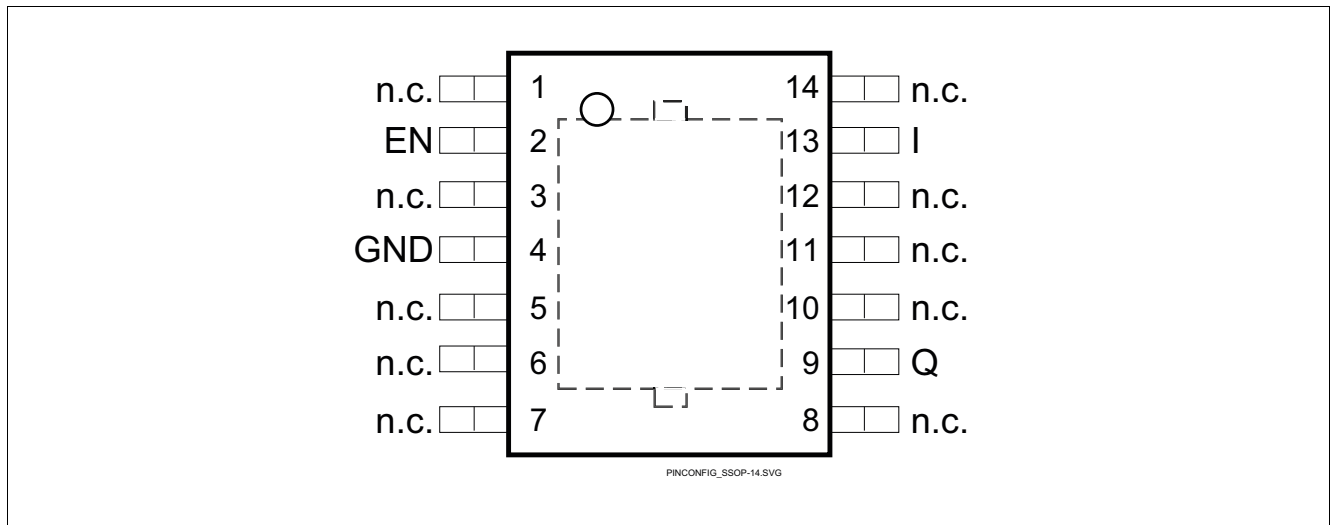 n.c. 1 14 n.c.
EN 2 13 I
n.c. 3 12 n.c.
GND 4 11 n.c.
n.c. 5 10 n.c.
n.c. 6 9 Q
n.c. 7 8 n.c.
PINCONFIG_SSOP-14.SVG